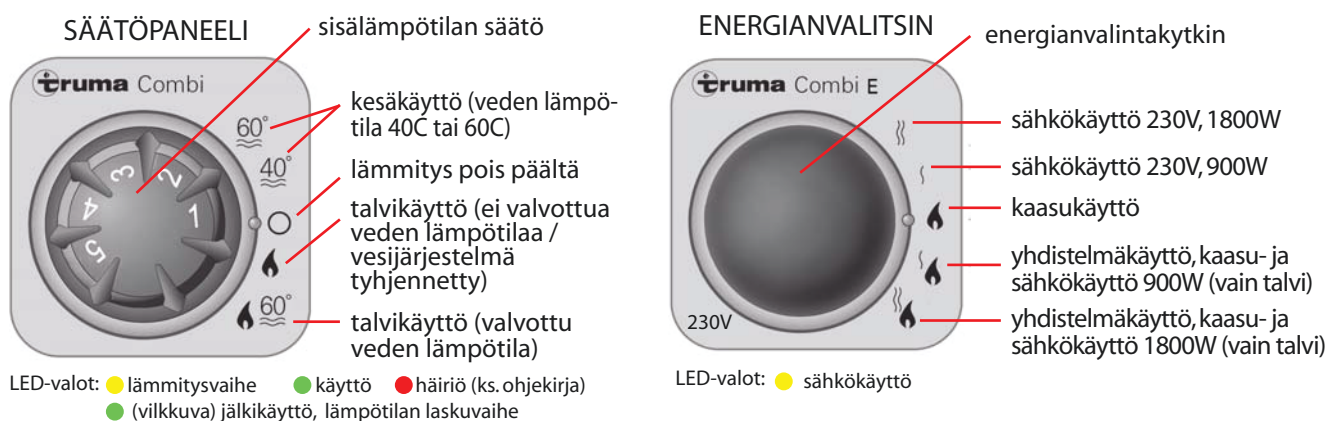 SÄÄTÖPANEELI
sisälämpötilan säätö
truma Combi
60°
40°
1
2
3
4
5
60°
kesäkäyttö (veden lämpö-
tila 40C tai 60C)
lämmitys pois päältä
talvikäyttö (ei valvottua
veden lämpötilaa /
vesijärjestelmä
tyhjennetty)
talvikäyttö (valvottu
veden lämpötila)
LED-valot: lämmitysvaihe käyttö häiriö (ks. ohjekirja)
(vilkkuva) jälkikäyttö, lämpötilan laskuvaihe
ENERGIANVALITSIN
energianvalintakytkin
truma Combi E
230V
sähkökäyttö 230V, 1800W
sähkökäyttö 230V, 900W
kaasukäyttö
yhdistelmäkäyttö, kaasu- ja
sähkökäyttö 900W (vain talvi)
yhdistelmäkäyttö, kaasu- ja
sähkökäyttö 1800W (vain talvi)
LED-valot: sähkökäyttö